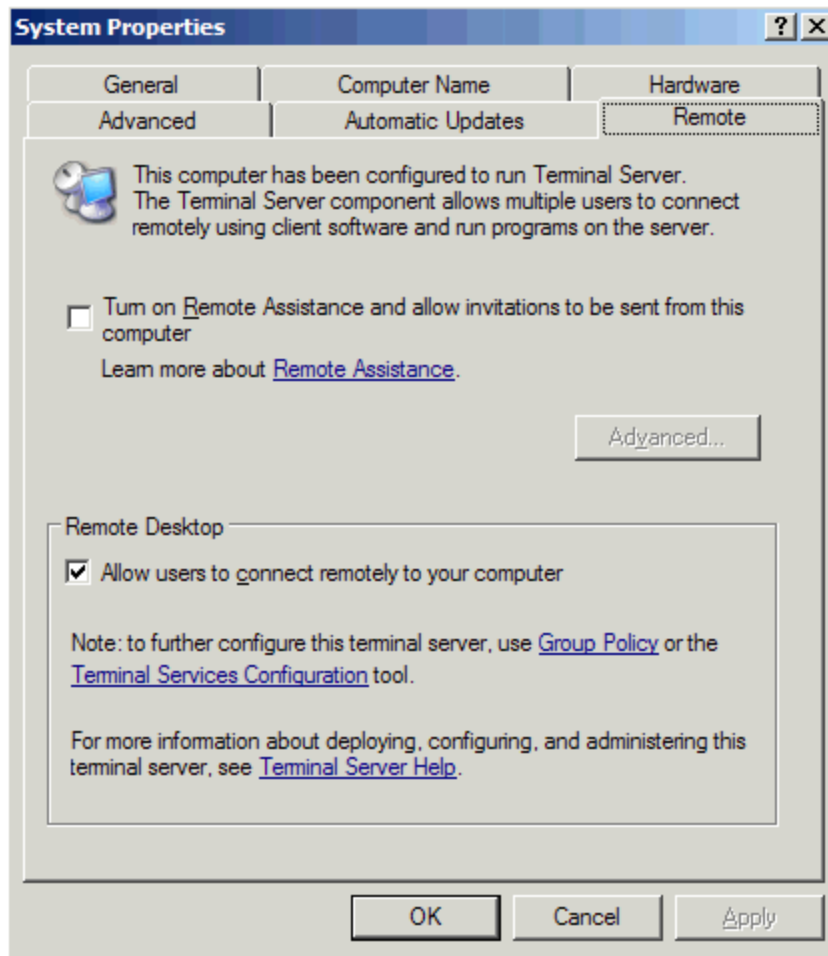 System Properties
General
Computer Name
Hardware
Advanced
Automatic Updates
Remote
This computer has been configured to run Terminal Server.
The Terminal Server component allows multiple users to connect
remotely using client software and run programs on the server.
Turn on Remote Assistance and allow invitations to be sent from this
computer
Learn more about Remote Assistance.
Advanced...
Remote Desktop
Allow users to connect remotely to your computer
Note: to further configure this terminal server, use Group Policy or the
Terminal Services Configuration tool.
For more information about deploying, configuring, and administering this
terminal server, see Terminal Server Help.
OK
Cancel
Apply